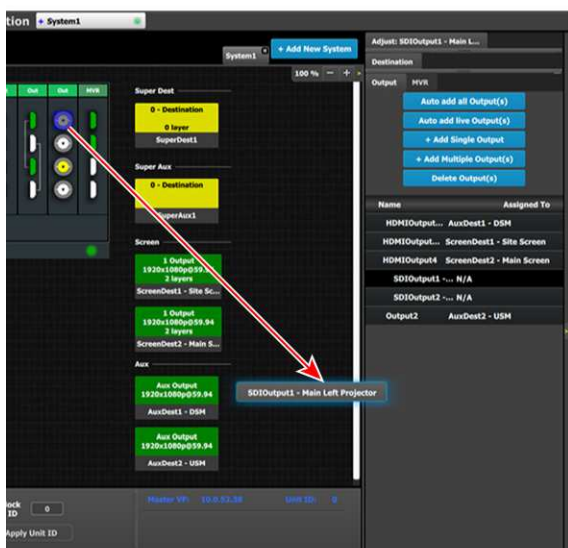 tion + System1
System1
+ Add New System
100 % − +
Out Out MVR
Super Dest
0 - Destination
0 layer
SuperDest1
Super Aux
0 - Destination
SuperAux1
Screen
1 Output
1920x1080p@59.94
2 layers
ScreenDest1 - Site Sc...
1 Output
1920x1080p@59.94
2 layers
ScreenDest2 - Main S...
Aux
Aux Output
1920x1080p@59.94
AuxDest1 - DSM
Aux Output
1920x1080p@59.94
AuxDest2 - USM
SDIOutput1 - Main Left Projector
ID 0
Apply Unit ID
Master VP: 10.0.53.38 Unit ID: 0
Adjust: SDIOutput1 - Main L...
Destination
Output MVR
Auto add all Output(s)
Auto add live Output(s)
+ Add Single Output
+ Add Multiple Output(s)
Delete Output(s)
Name Assigned To
HDMIOutput... AuxDest1 - DSM
HDMIOutput... ScreenDest1 - Site Screen
HDMIOutput4 ScreenDest2 - Main Screen
SDIOutput1 -... N/A
SDIOutput2 -... N/A
Output2 AuxDest2 - USM